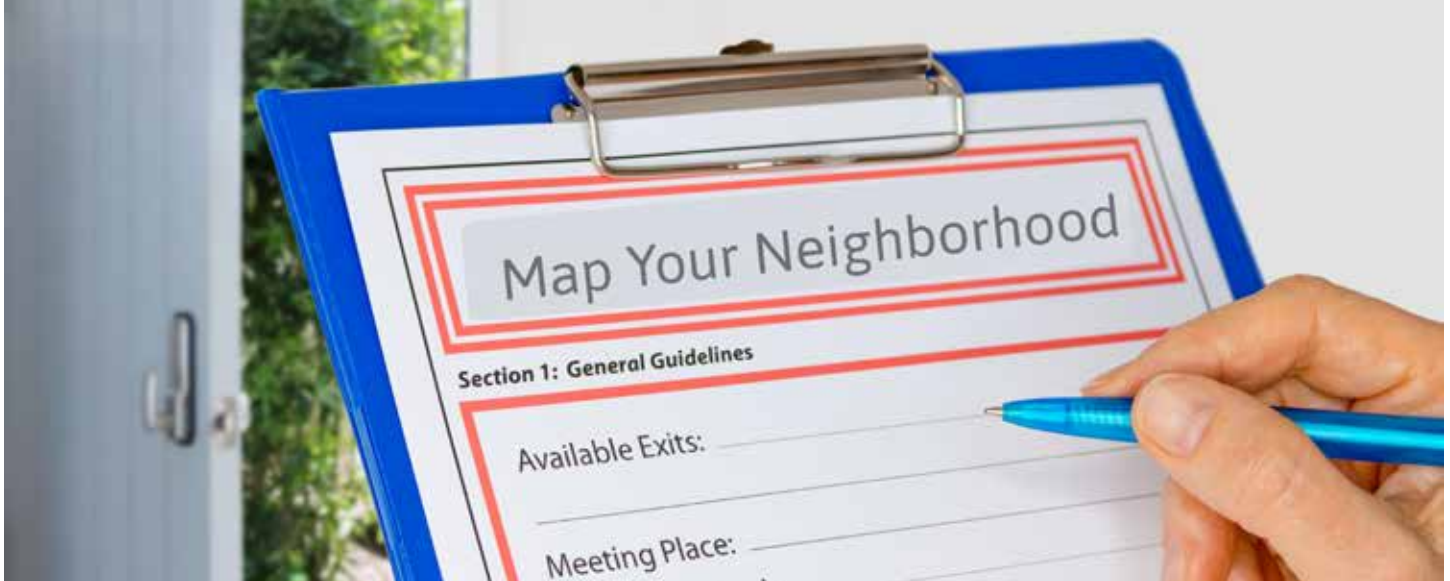 Map Your Neighborhood
Section 1: General Guidelines
Available Exits:
Meeting Place: